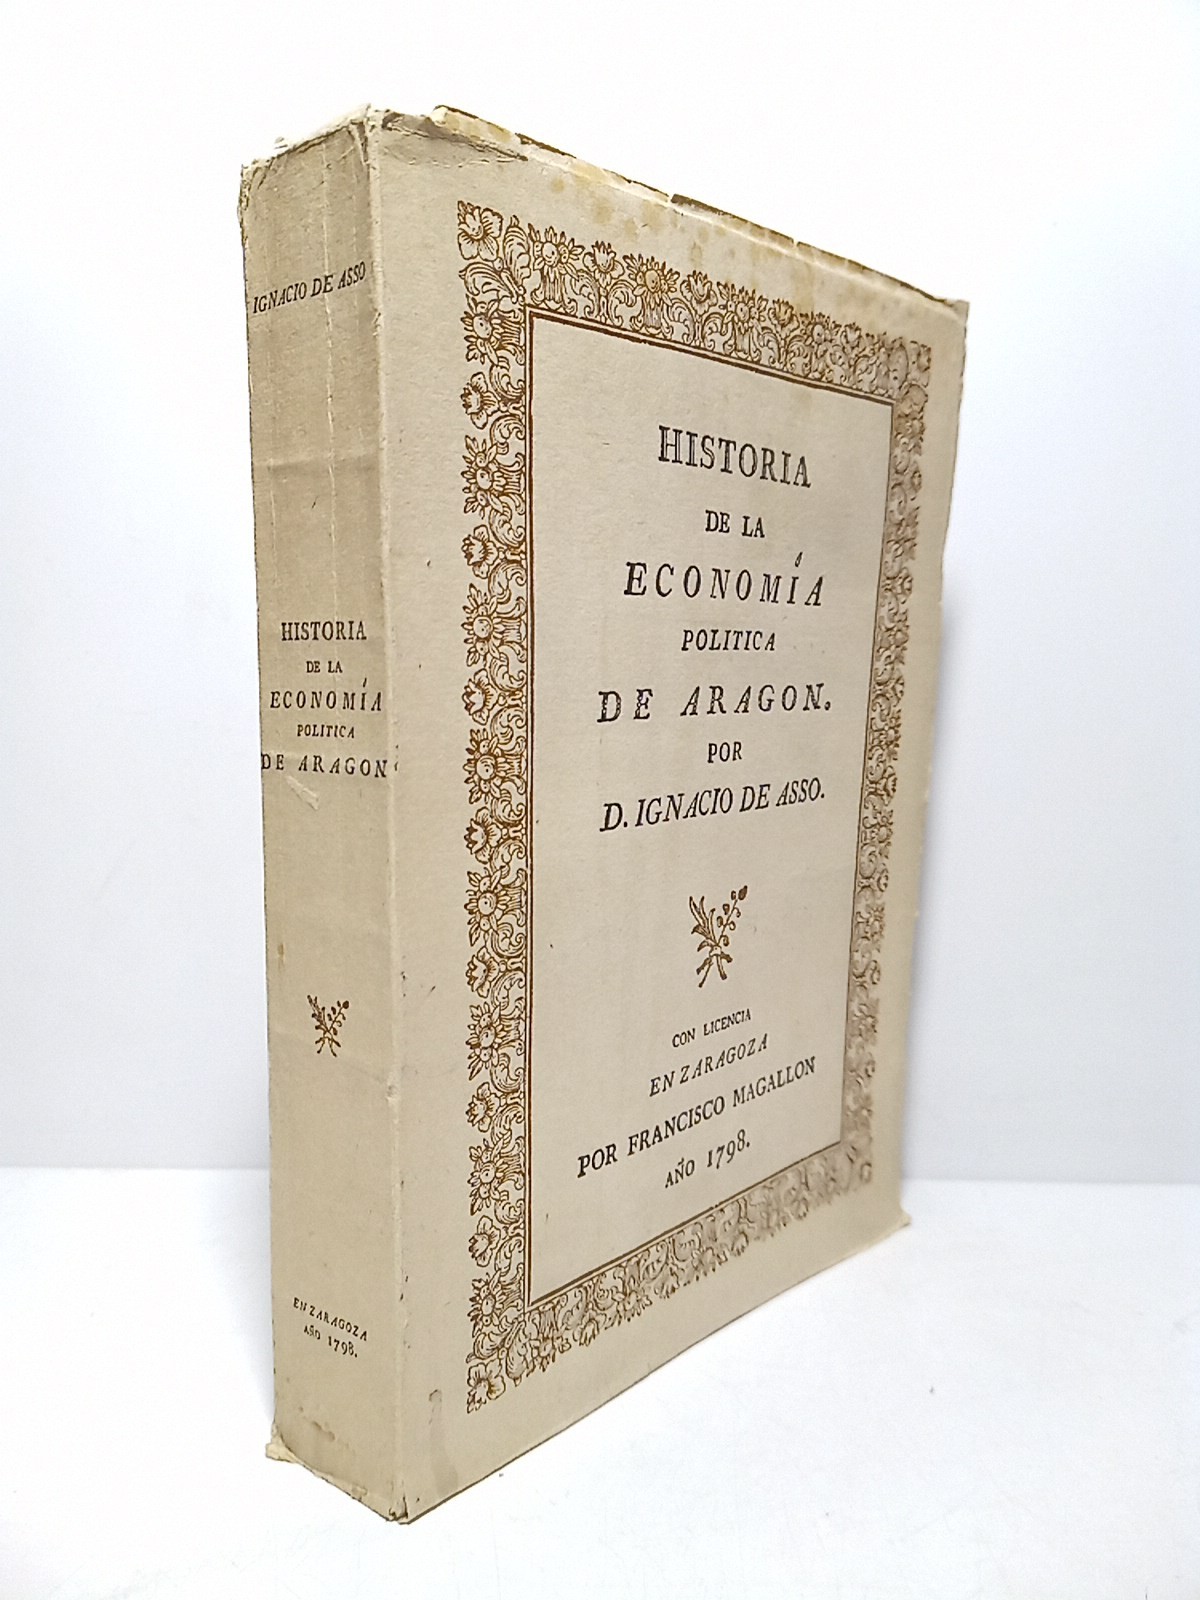 IGNACIO DE ASSO
HISTORIA
DE LA
ECONOMÍA
POLITICA
DE ARAGON
EN ZARAGOZA
AÑO 1798.
HISTORIA
DE LA
ECONOMÍA
POLITICA
DE ARAGON.
POR
D. IGNACIO DE ASSO.
CON LICENCIA
EN ZARAGOZA
POR FRANCISCO MAGALLON
AÑO 1798.